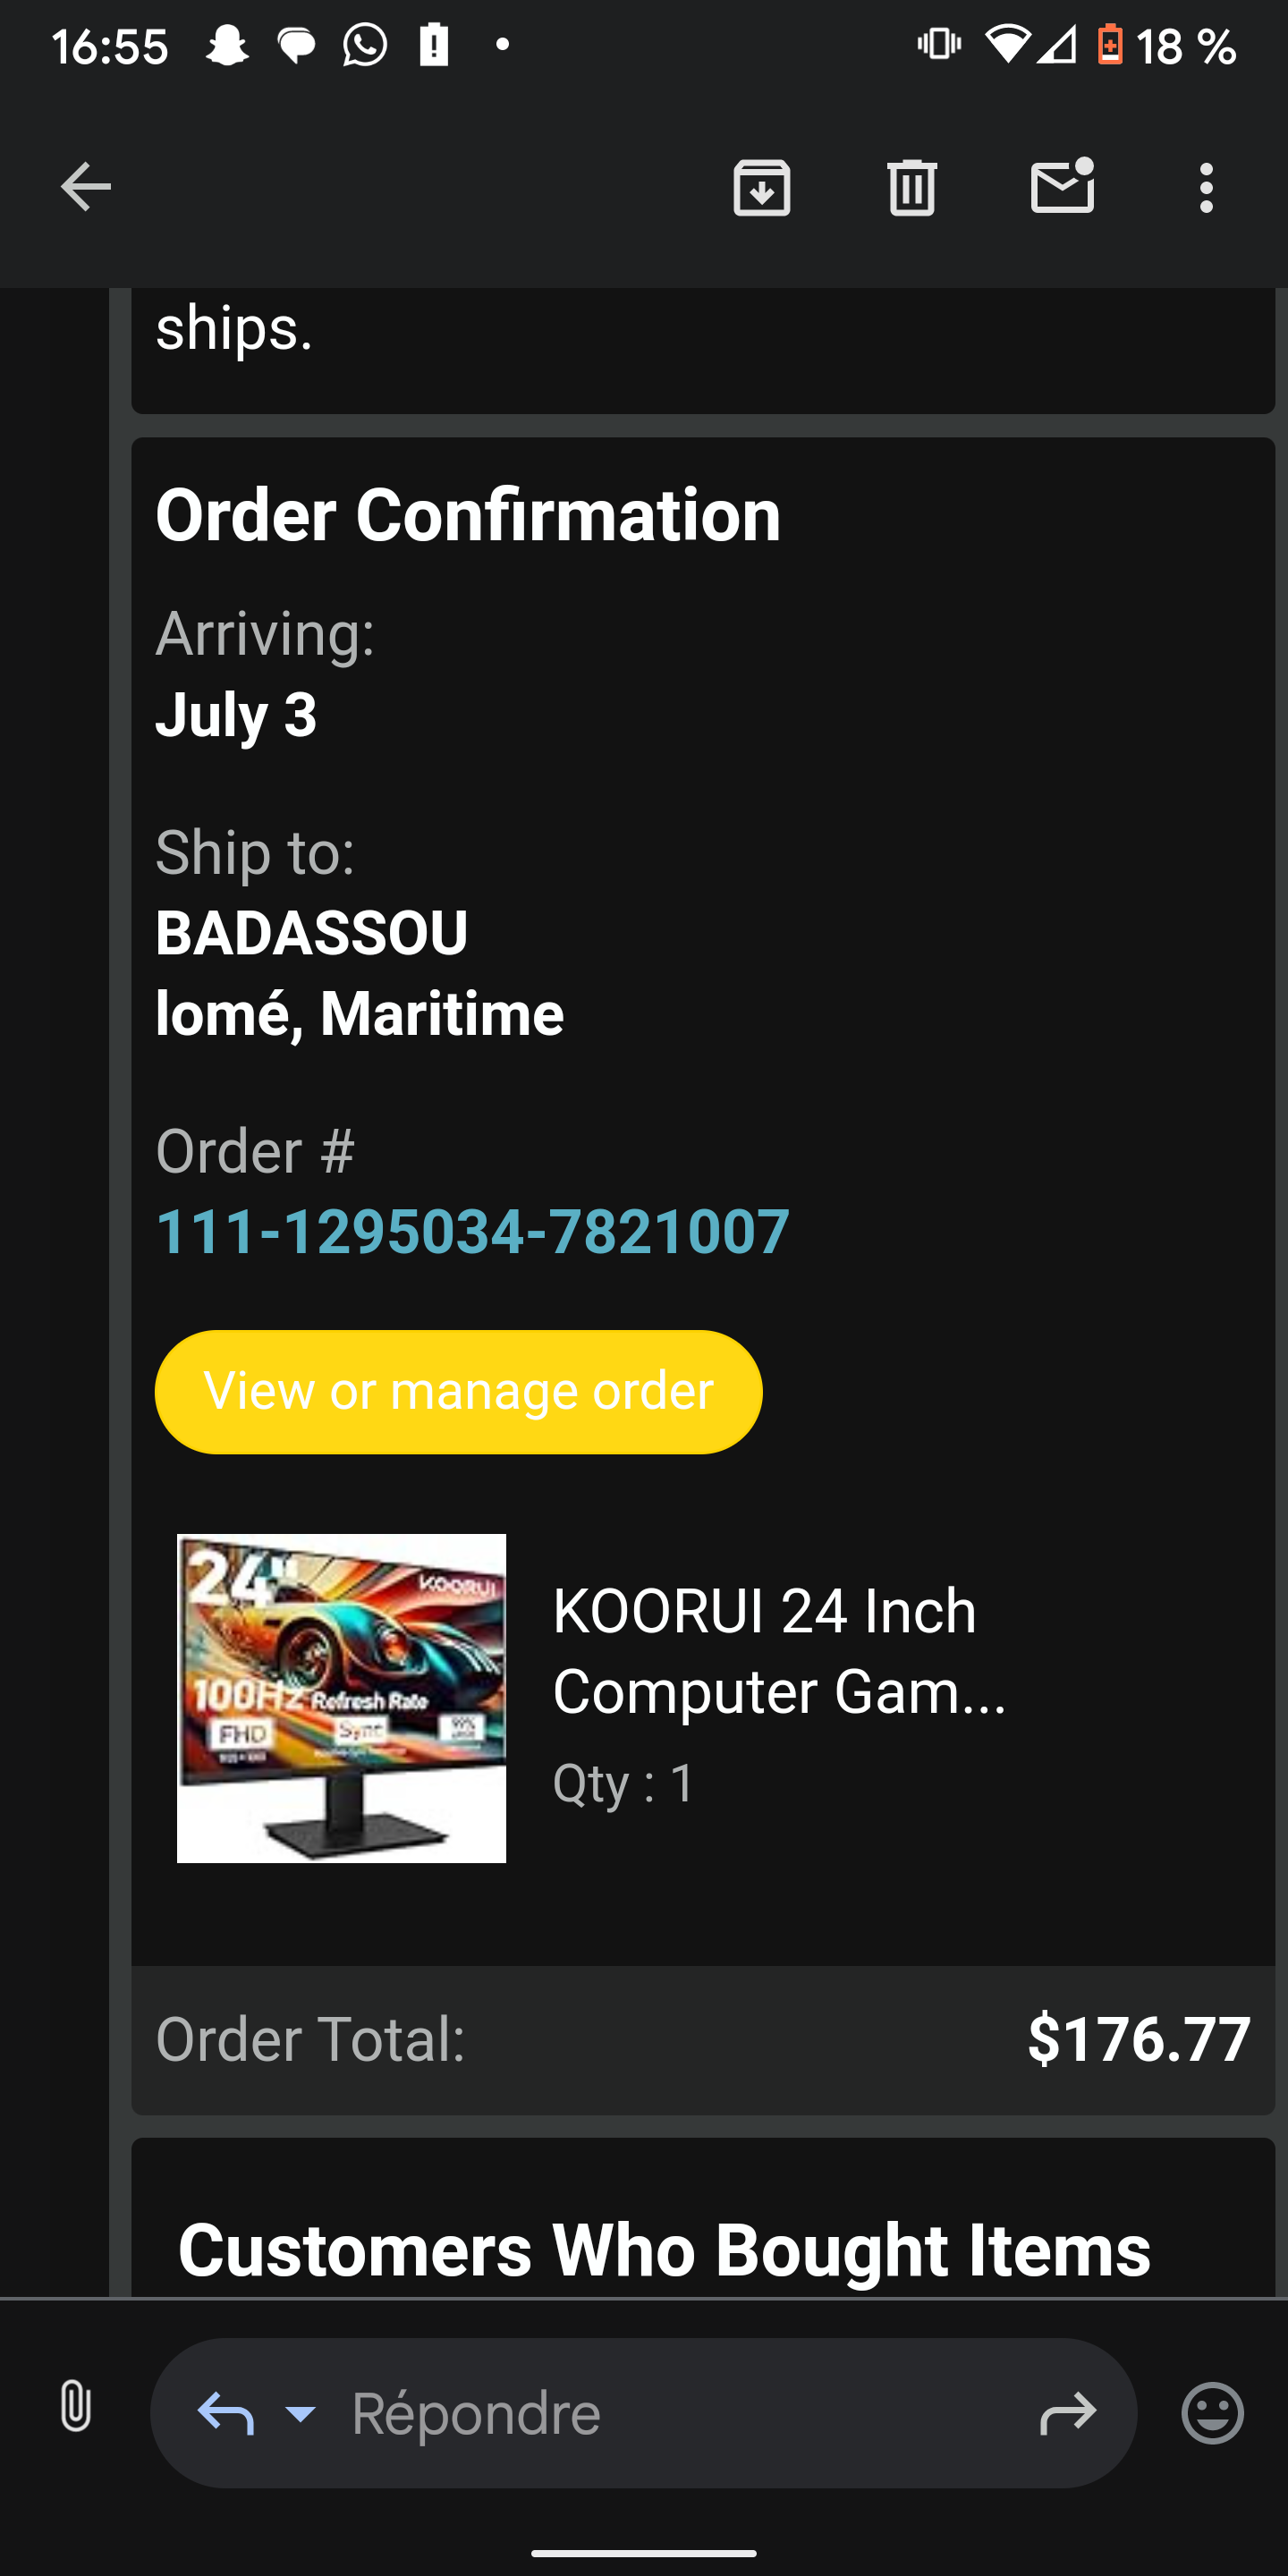 16:55
18 %
ships.
Order Confirmation
Arriving:
July 3
Ship to:
BADASSOU
lomé, Maritime
Order #
111-1295034-7821007
View or manage order
24"
KOORUI
100Hz Refresh Rate
FHD
Sync
99%
KOORUI 24 Inch
Computer Gam...
Qty : 1
Order Total:
$176.77
Customers Who Bought Items
Répondre